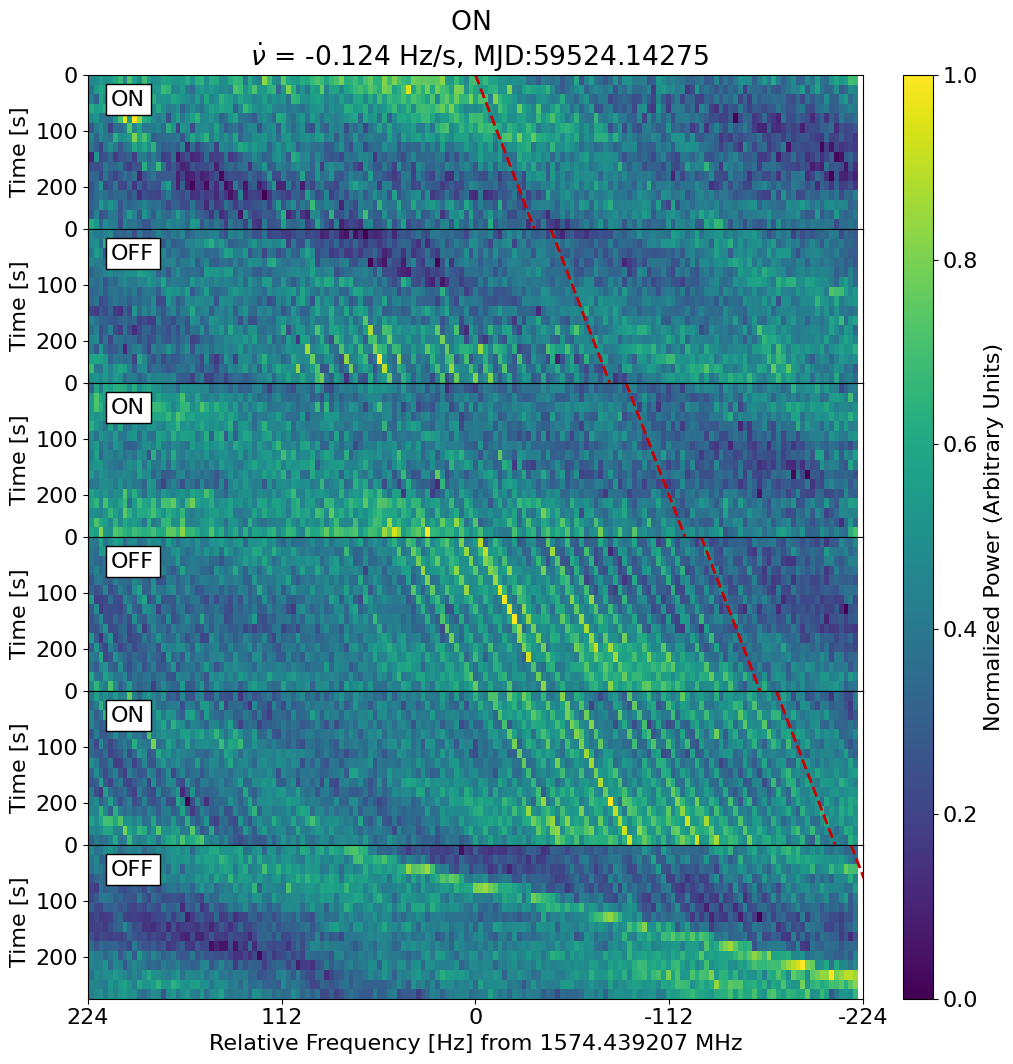 ON
ν̇ = -0.124 Hz/s, MJD:59524.14275
0
ON
100
Time [s]
200
0
OFF
100
Time [s]
200
0
ON
100
Time [s]
200
0
OFF
100
Time [s]
200
0
ON
100
Time [s]
200
0
OFF
100
Time [s]
200
224 112 0 -112 -224
Relative Frequency [Hz] from 1574.439207 MHz
1.0
0.8
0.6
0.4
0.2
0.0
Normalized Power (Arbitrary Units)